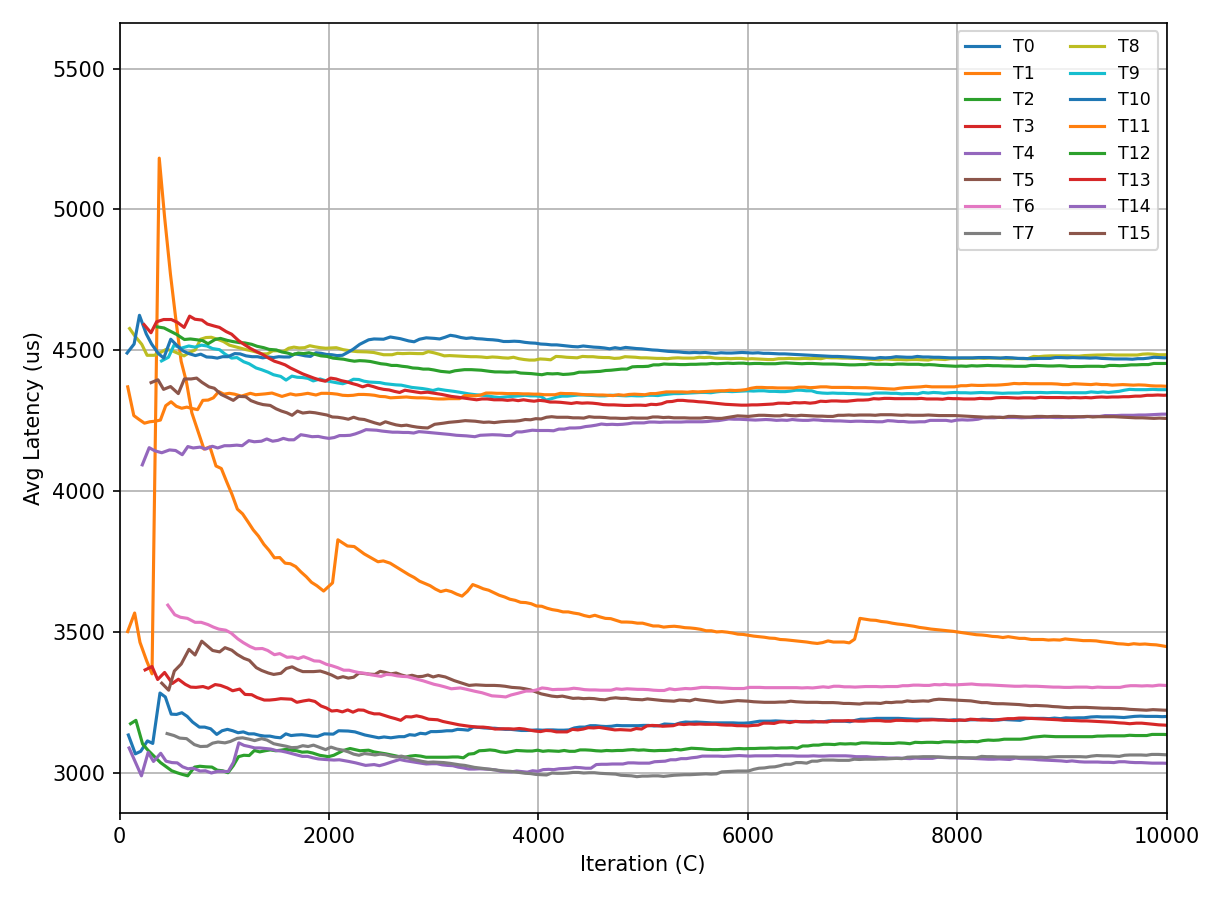 5500
5000
4500
4000
3500
3000
Avg Latency (us)
0 2000 4000 6000 8000 10000
Iteration (C)
T0 T8
T1 T9
T2 T10
T3 T11
T4 T12
T5 T13
T6 T14
T7 T15